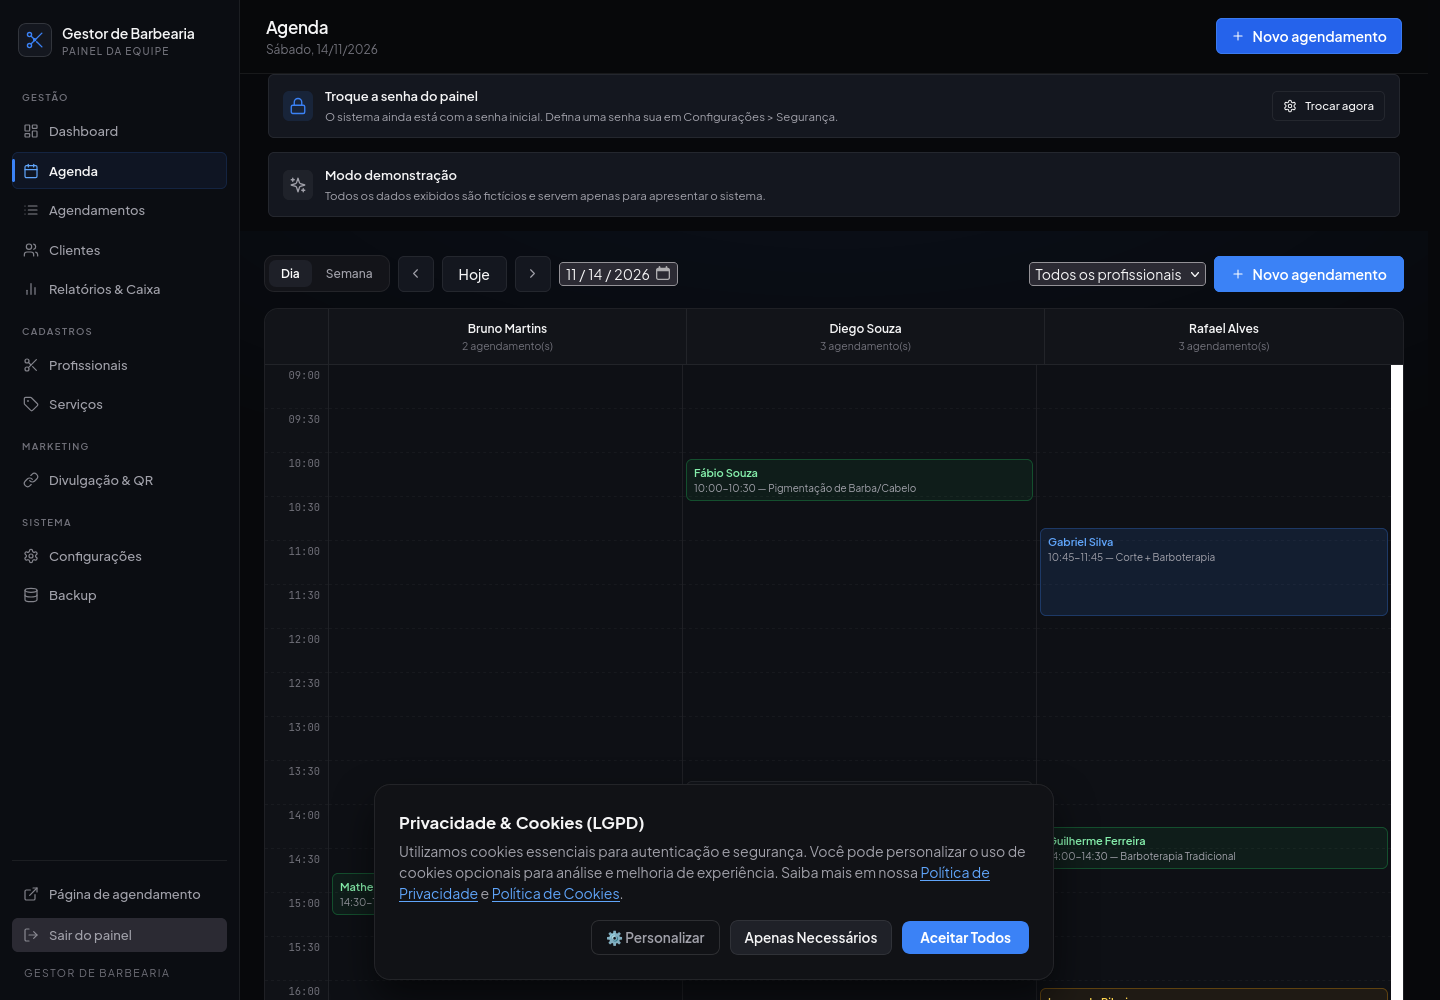 Gestor de Barbearia
PAINEL DA EQUIPE
GESTÃO
Dashboard
Agenda
Agendamentos
Clientes
Relatórios & Caixa
CADASTROS
Profissionais
Serviços
MARKETING
Divulgação & QR
SISTEMA
Configurações
Backup
Página de agendamento
Sair do painel
GESTOR DE BARBEARIA
Agenda
Sábado, 14/11/2026
Novo agendamento
Troque a senha do painel
O sistema ainda está com a senha inicial. Defina uma senha sua em Configurações > Segurança.
Trocar agora
Modo demonstração
Todos os dados exibidos são fictícios e servem apenas para apresentar o sistema.
Dia
Semana
Hoje
11 / 14 / 2026
Todos os profissionais
Novo agendamento
Bruno Martins
2 agendamento(s)
Diego Souza
3 agendamento(s)
Rafael Alves
3 agendamento(s)
09:00
09:30
10:00
Fábio Souza
10:00–10:30 — Pigmentação de Barba/Cabelo
10:30
Gabriel Silva
10:45–11:45 — Corte + Barboterapia
11:00
11:30
12:00
12:30
13:00
13:30
14:00
Guilherme Ferreira
4:00–14:30 — Barboterapia Tradicional
14:30
Mathe
14:30–
15:00
15:30
16:00
Privacidade & Cookies (LGPD)
Utilizamos cookies essenciais para autenticação e segurança. Você pode personalizar o uso de
cookies opcionais para análise e melhoria de experiência. Saiba mais em nossa Política de
Privacidade e Política de Cookies.
⚙️ Personalizar
Apenas Necessários
Aceitar Todos